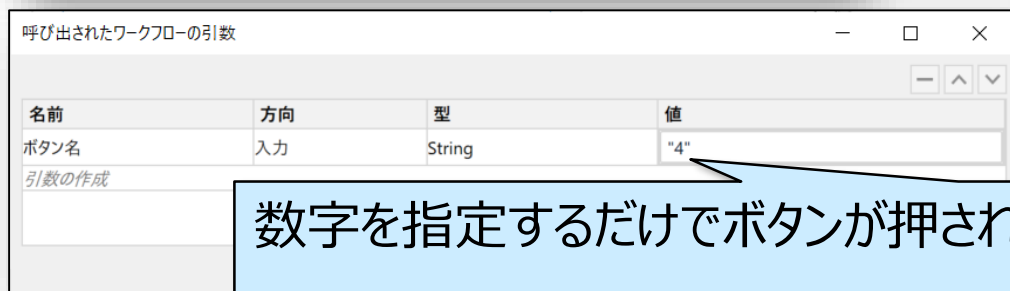 呼び出されたワークフローの引数
名前 方向 型 値
ボタン名 入力 String "4"
引数の作成
数字を指定するだけでボタンが押され